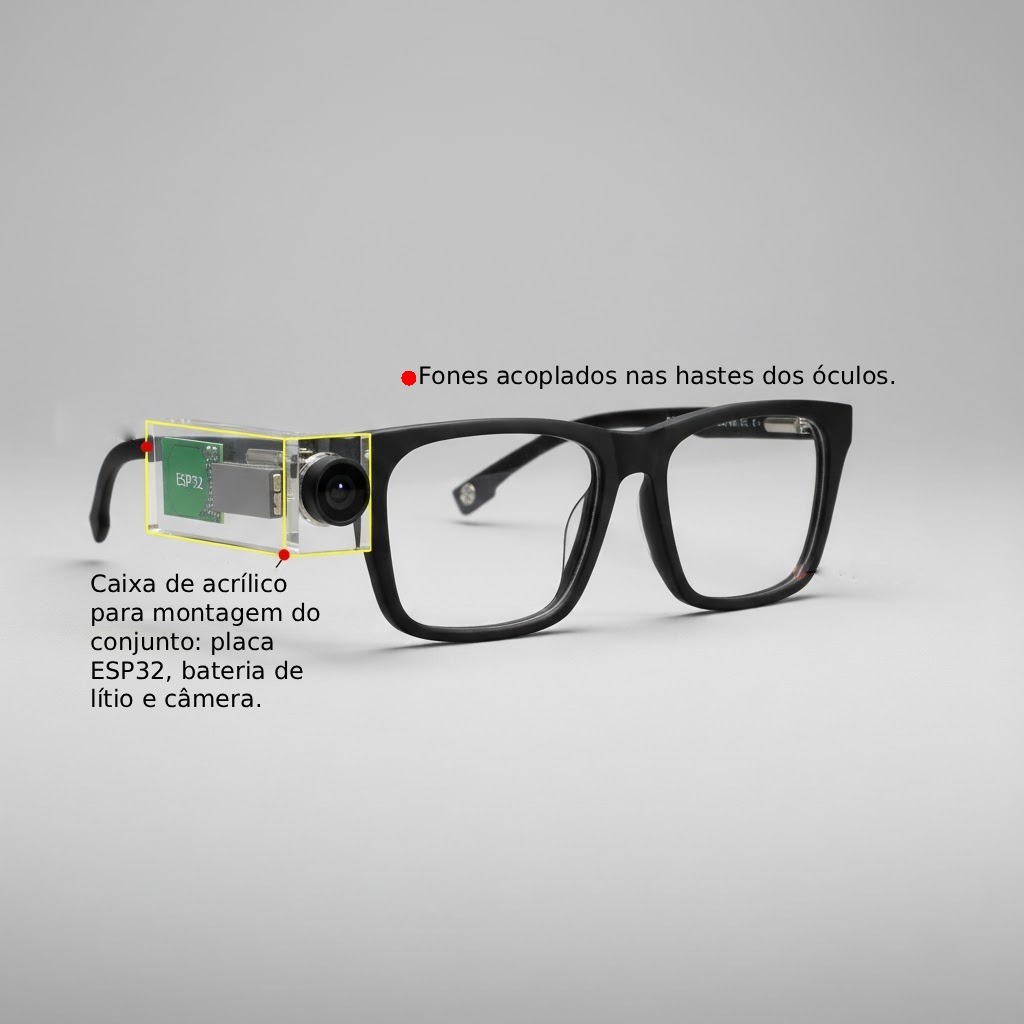 Fones acoplados nas hastes dos óculos.
ESP32
Caixa de acrílico
para montagem do
conjunto: placa
ESP32, bateria de
lítio e câmera.